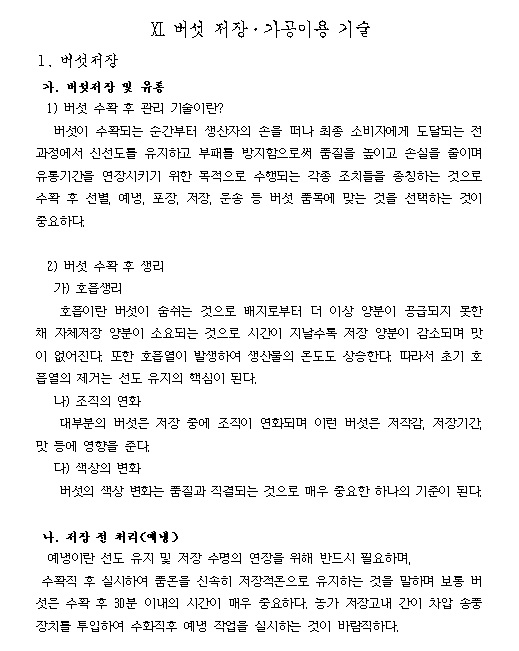 Ⅺ. 버섯 저장·가공이용 기술
1. 버섯저장
가. 버섯저장 및 유통
1) 버섯 수확 후 관리 기술이란?
버섯이 수확되는 순간부터 생산자의 손을 떠나 최종 소비자에게 도달되는 전
과정에서 신선도를 유지하고 부패를 방지함으로써 품질을 높이고 손실을 줄이며
유통기간을 연장시키기 위한 목적으로 수행되는 각종 조치들을 총칭하는 것으로
수확 후 선별, 예냉, 포장, 저장, 운송 등 버섯 품목에 맞는 것을 선택하는 것이
중요하다.
2) 버섯 수확 후 생리
가) 호흡생리
호흡이란 버섯이 숨쉬는 것으로 배지로부터 더 이상 양분이 공급되지 못한
채 자체저장 양분이 소요되는 것으로 시간이 지날수록 저장 양분이 감소되며 맛
이 없어진다. 또한 호흡열이 발생하여 생산물의 온도도 상승한다. 따라서 초기 호
흡열의 제거는 선도 유지의 핵심이 된다.
나) 조직의 연화
대부분의 버섯은 저장 중에 조직이 연화되며 이런 버섯은 저작감, 저장기간,
맛 등에 영향을 준다.
다) 색상의 변화
버섯의 색상 변화는 품질과 직결되는 것으로 매우 중요한 하나의 기준이 된다.
나. 저장 전 처리(예냉)
예냉이란 선도 유지 및 저장 수명의 연장을 위해 반드시 필요하며,
수확직 후 실시하여 품온을 신속히 저장적온으로 유지하는 것을 말하며 보통 버
섯은 수확 후 30분 이내의 시간이 매우 중요하다. 농가 저장고내 간이 차압 송풍
장치를 투입하여 수확직후 예냉 작업을 실시하는 것이 바람직하다.